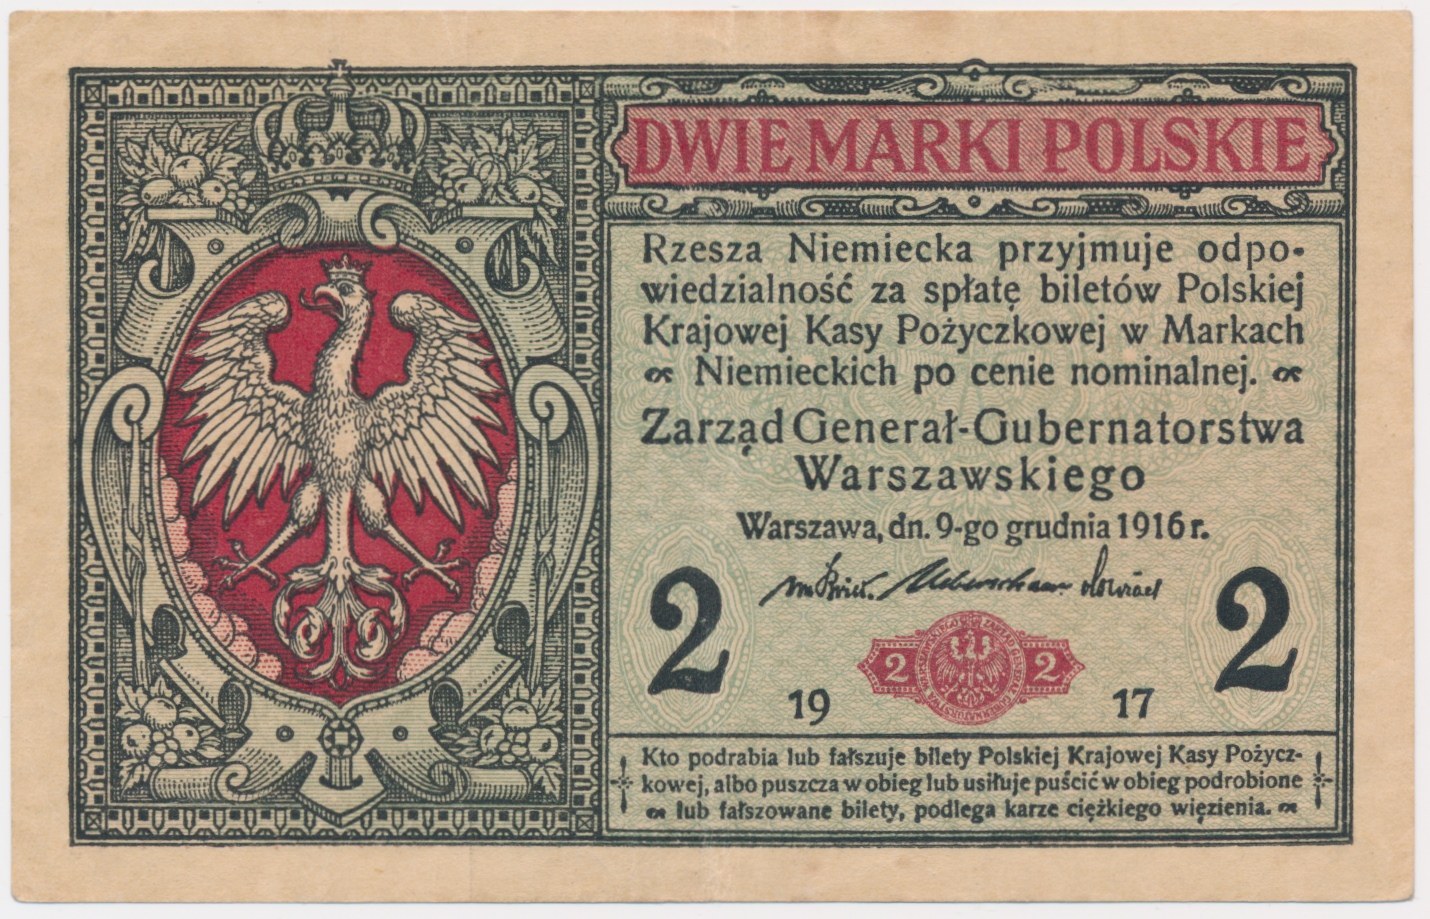 DWIE MARKI POLSKIE
Rzesza Niemiecka przyjmuje odpo-
wiedzialność za spłatę biletów Polskiej
Krajowej Kasy Pożyczkowej w Markach
Niemieckich po cenie nominalnej.
Zarząd Generał-Gubernatorstwa
Warszawskiego
Warszawa, dn. 9-go grudnia 1916 r.
2 2
2 2
19 17
Kto podrabia lub fałszuje bilety Polskiej Krajowej Kasy Pożycz-
kowej, albo puszcza w obieg lub usiłuje puścić w obieg podrobione
lub fałszowane bilety, podlega karze ciężkiego więzienia.